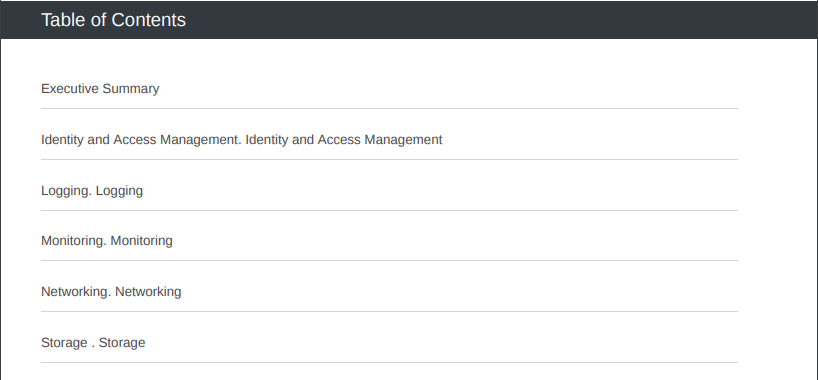 Table of Contents
Executive Summary
Identity and Access Management. Identity and Access Management
Logging. Logging
Monitoring. Monitoring
Networking. Networking
Storage . Storage